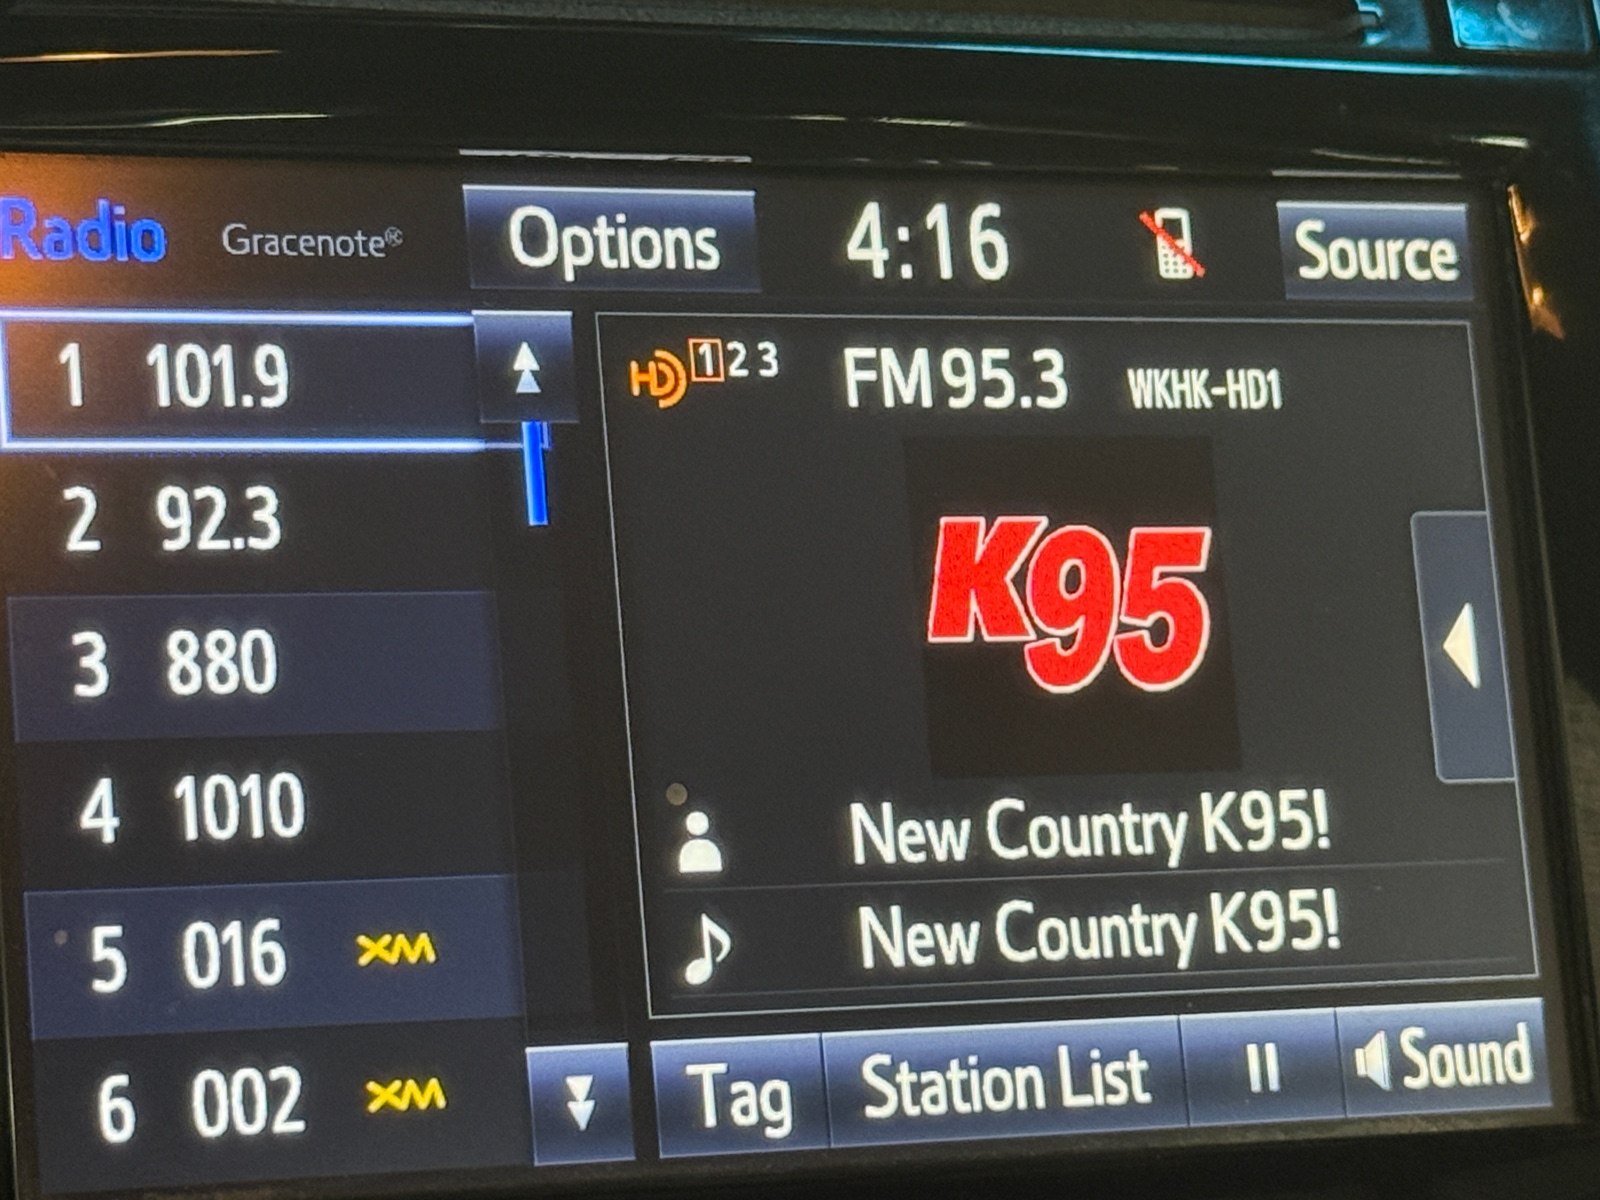 Radio Gracenote® Options 4:16 Source
1 101.9
2 92.3
3 880
4 1010
5 016 XM
6 002 XM
HD 1 2 3 FM 95.3 WKHK-HD1
K95
New Country K95!
New Country K95!
Tag Station List Sound